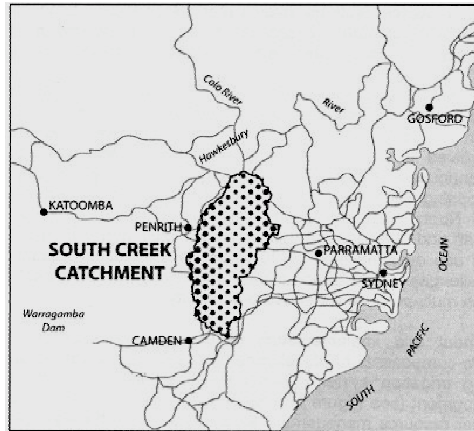 Colo River
River
GOSFORD
Hawkesbury
KATOOMBA
PENRITH
SOUTH CREEK
CATCHMENT
PARRAMATTA
OCEAN
SYDNEY
Warragamba
Dam
CAMDEN
PACIFIC
SOUTH